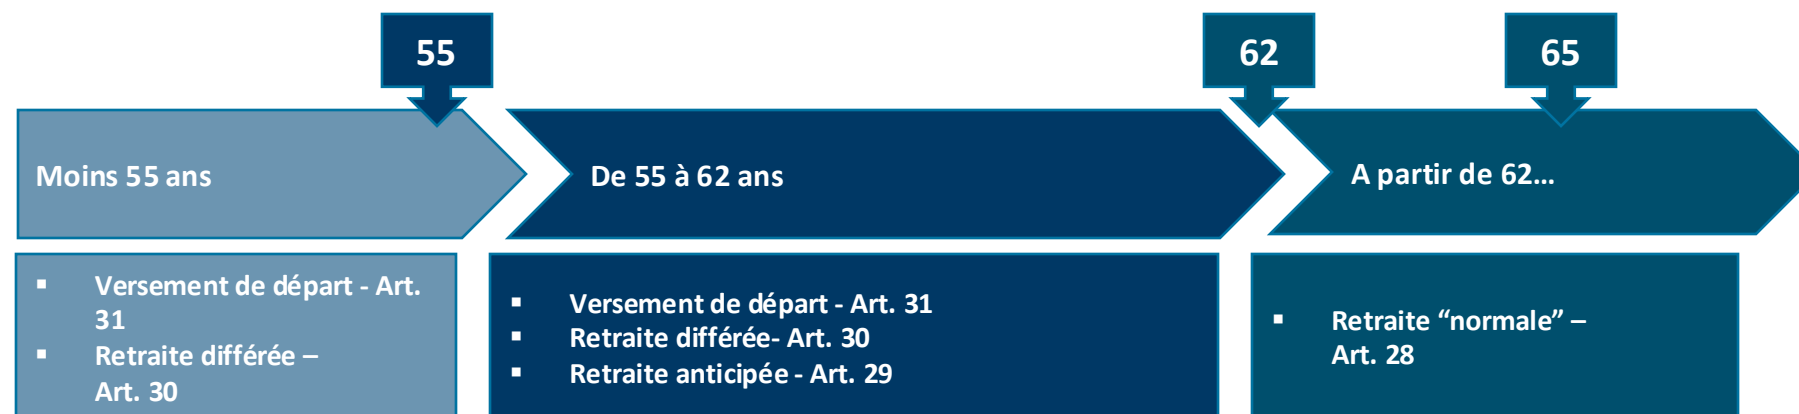 55
62
65
Moins 55 ans
De 55 à 62 ans
A partir de 62...
▪ Versement de départ - Art.
31
▪ Retraite différée –
Art. 30
▪ Versement de départ - Art. 31
▪ Retraite différée- Art. 30
▪ Retraite anticipée - Art. 29
▪ Retraite “normale” –
Art. 28